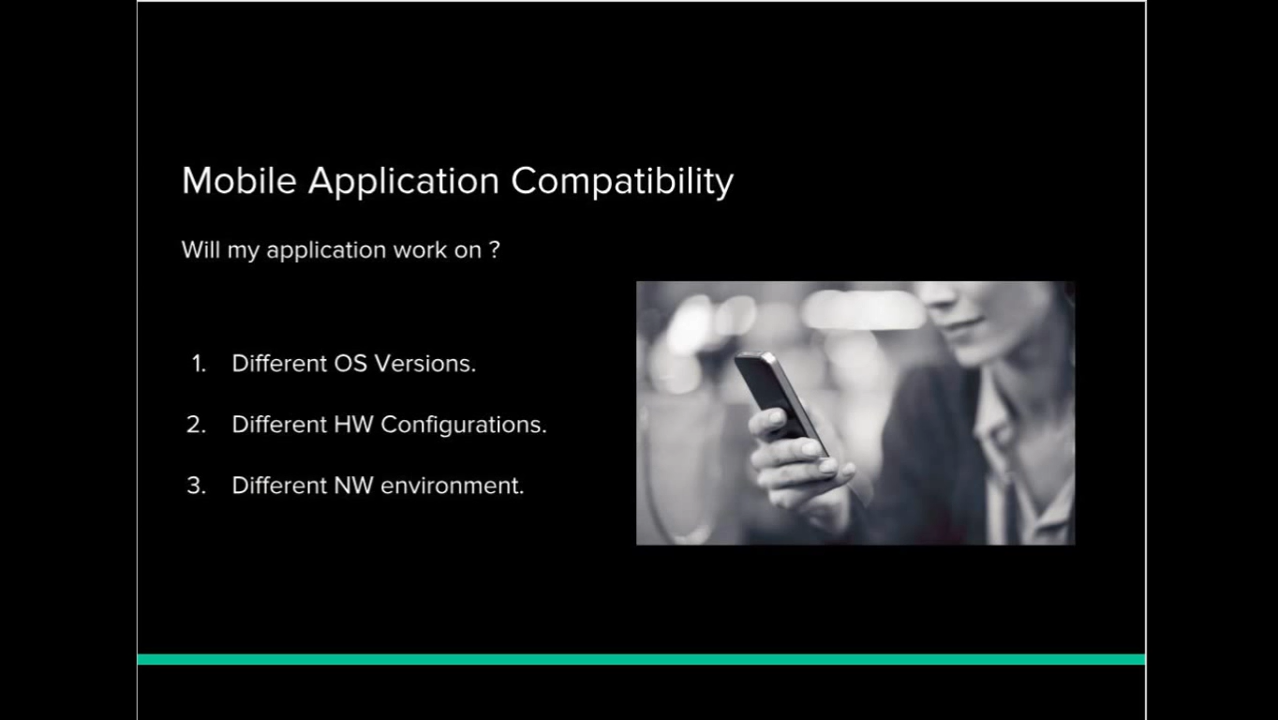 Mobile Application Compatibility
Will my application work on ?
1. Different OS Versions.
2. Different HW Configurations.
3. Different NW environment.